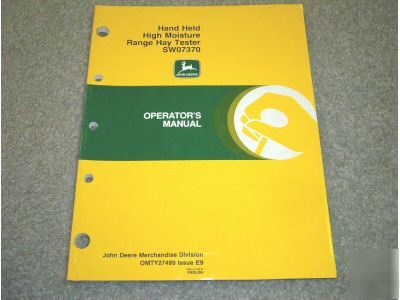 Hand Held
High Moisture
Range Hay Tester
SW07370
JOHN DEERE
OPERATOR'S
MANUAL
John Deere Merchandise Division
OMTY27499 Issue E9
ENGLISH